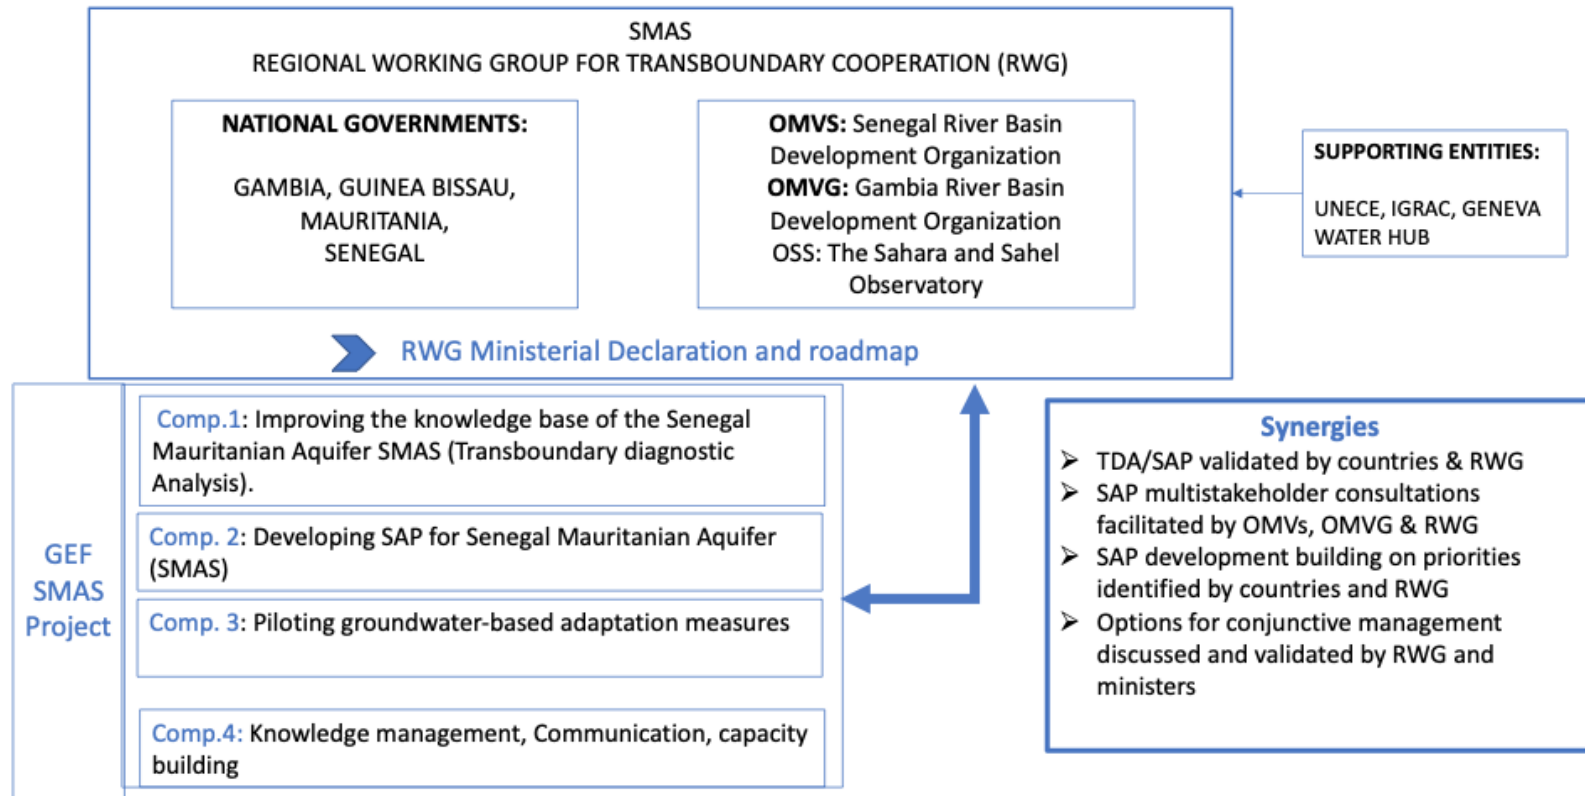 SMAS
REGIONAL WORKING GROUP FOR TRANSBOUNDARY COOPERATION (RWG)
NATIONAL GOVERNMENTS:
GAMBIA, GUINEA BISSAU,
MAURITANIA,
SENEGAL
OMVS: Senegal River Basin
Development Organization
OMVG: Gambia River Basin
Development Organization
OSS: The Sahara and Sahel
Observatory
SUPPORTING ENTITIES:
UNECE, IGRAC, GENEVA
WATER HUB
RWG Ministerial Declaration and roadmap
GEF
SMAS
Project
Comp.1: Improving the knowledge base of the Senegal
Mauritanian Aquifer SMAS (Transboundary diagnostic
Analysis).
Comp. 2: Developing SAP for Senegal Mauritanian Aquifer
(SMAS)
Comp. 3: Piloting groundwater-based adaptation measures
Comp.4: Knowledge management, Communication, capacity
building
Synergies
➢ TDA/SAP validated by countries & RWG
➢ SAP multistakeholder consultations
facilitated by OMVs, OMVG & RWG
➢ SAP development building on priorities
identified by countries and RWG
➢ Options for conjunctive management
discussed and validated by RWG and
ministers